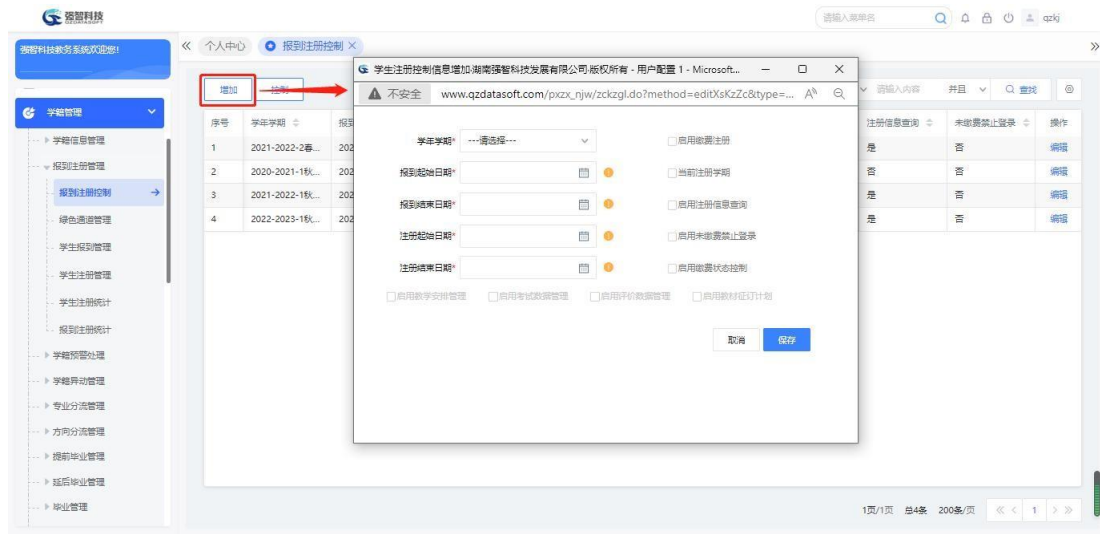 强智科技
QZDATASOFT
请输入菜单名
qzkj
强智科技教务系统欢迎您!
个人中心
报到注册控制
增加
控制
请输入内容
并且
查找
学籍管理
学籍信息管理
报到注册管理
报到注册控制
绿色通道管理
学生报到管理
学生注册管理
学生注册统计
报到注册统计
学籍预警处理
学籍异动管理
专业分流管理
方向分流管理
提前毕业管理
延后毕业管理
毕业管理
序号 学年学期 报到 注册信息查询 未缴费禁止登录 操作
1 2021-2022-2春... 202 是 否 编辑
2 2020-2021-1秋... 202 否 否 编辑
3 2021-2022-1秋... 202 是 否 编辑
4 2022-2023-1秋... 202 是 否 编辑
学生注册控制信息增加-湖南强智科技发展有限公司-版权所有 - 用户配置 1 - Microsoft...
不安全 www.qzdatasoft.com/pxzx_njw/zckzgl.do?method=editXsKzZc&type=...
学年学期* ---请选择--- 启用缴费注册
报到起始日期* 当前注册学期
报到结束日期* 启用注册信息查询
注册起始日期* 启用未缴费禁止登录
注册结束日期* 启用缴费状态控制
启用教学安排管理 启用考试数据管理 启用评价数据管理 启用教材征订计划
取消 保存
1页/1页 总4条 200条/页 1